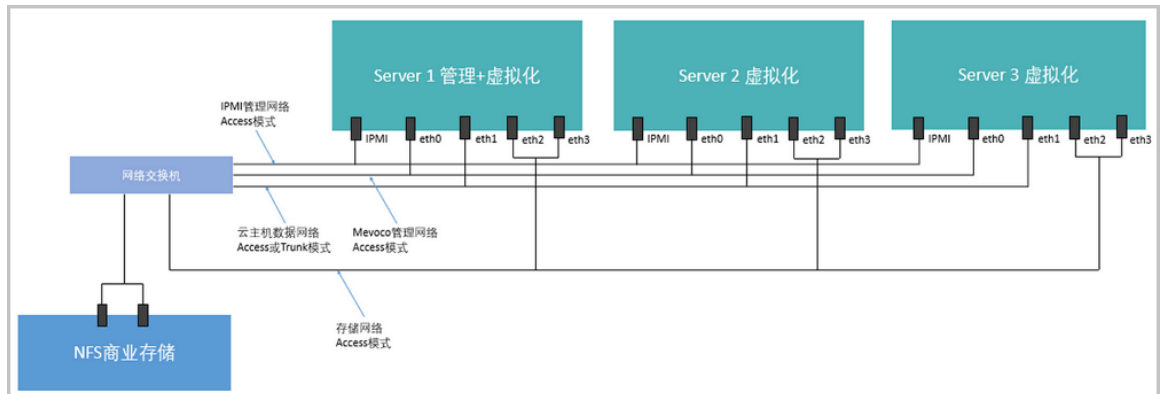 Server 1 管理+虚拟化
Server 2 虚拟化
Server 3 虚拟化
IPMI管理网络
Access模式
IPMI
eth0
eth1
eth2
eth3
IPMI
eth0
eth1
eth2
eth3
IPMI
eth0
eth1
eth2
eth3
网络交换机
云主机数据网络
Access或Trunk模式
Mevoco管理网络
Access模式
存储网络
Access模式
NFS商业存储